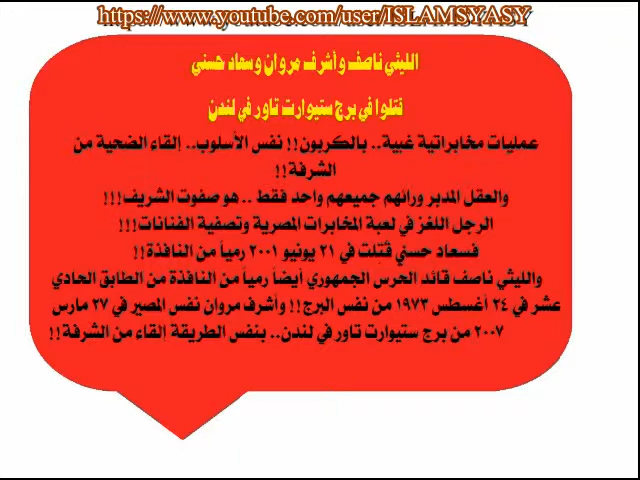 https://www.youtube.com/user/ISLAMSYASY
الليثي ناصف وأشرف مروان وسعاد حسني
قتلوا في برج ستيوارت تاور في لندن
عمليات مخابراتية غبية.. بالكربون!! نفس الأسلوب.. إلقاء الضحية من
الشرفة!!
والعقل المدبر ورائهم جميعهم واحد فقط .. هو صفوت الشريف!!!
الرجل اللغز في لعبة المخابرات المصرية وتصفية الفنانات!!!
فسعاد حسني قُتِلت في ٢١ يونيو ٢٠٠١ رمياً من النافذة!!
والليثي ناصف قائد الحرس الجمهوري أيضاً رمياً من النافذة من الطابق الحادي
عشر في ٢٤ أغسطس ١٩٧٣ من نفس البرج!! وأشرف مروان نفس المصير في ٢٧ مارس
٢٠٠٧ من برج ستيوارت تاور في لندن.. بنفس الطريقة إلقاء من الشرفة!!